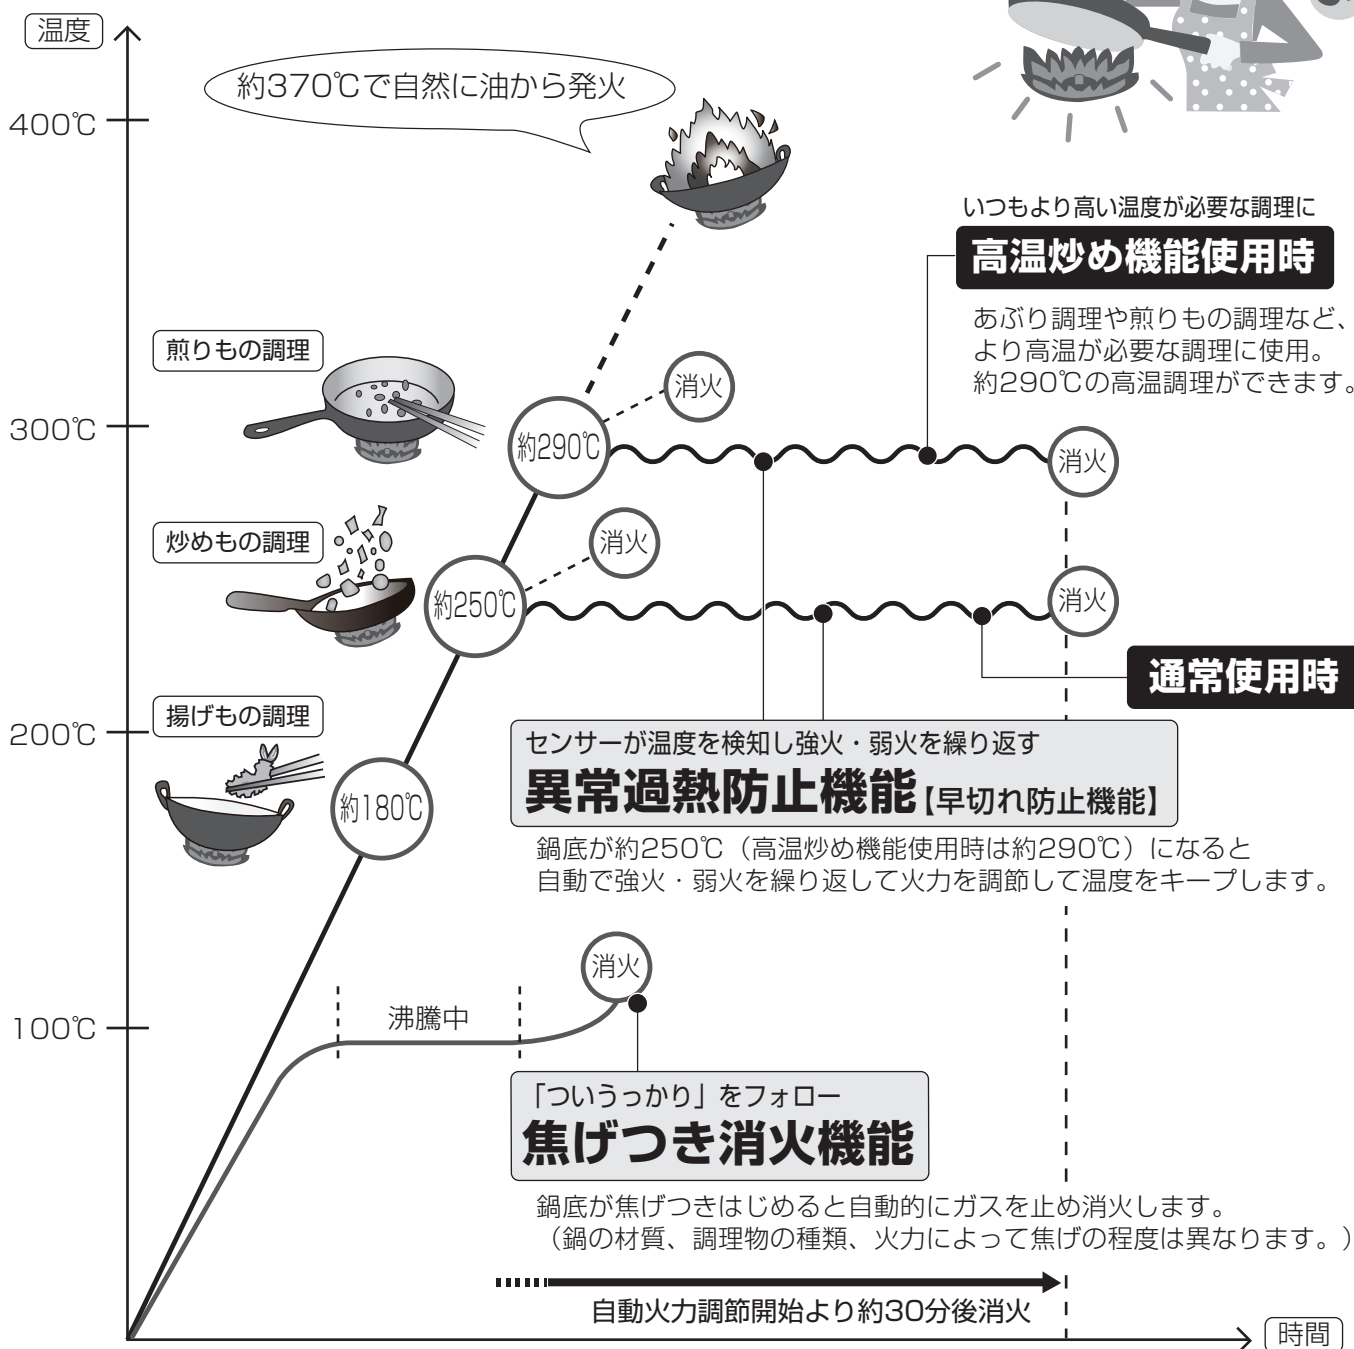 温度
約370℃で自然に油から発火
400℃
いつもより高い温度が必要な調理に
高温炒め機能使用時
あぶり調理や煎りもの調理など、
より高温が必要な調理に使用。
約290℃の高温調理ができます。
煎りもの調理
消火
300℃
約290℃
消火
炒めもの調理
消火
約250℃
消火
通常使用時
揚げもの調理
200℃
約180℃
センサーが温度を検知し強火・弱火を繰り返す
異常過熱防止機能【早切れ防止機能】
鍋底が約250℃（高温炒め機能使用時は約290℃）になると
自動で強火・弱火を繰り返して火力を調節して温度をキープします。
消火
沸騰中
100℃
「ついうっかり」をフォロー
焦げつき消火機能
鍋底が焦げつきはじめると自動的にガスを止め消火します。
（鍋の材質、調理物の種類、火力によって焦げの程度は異なります。）
自動火力調節開始より約30分後消火
時間